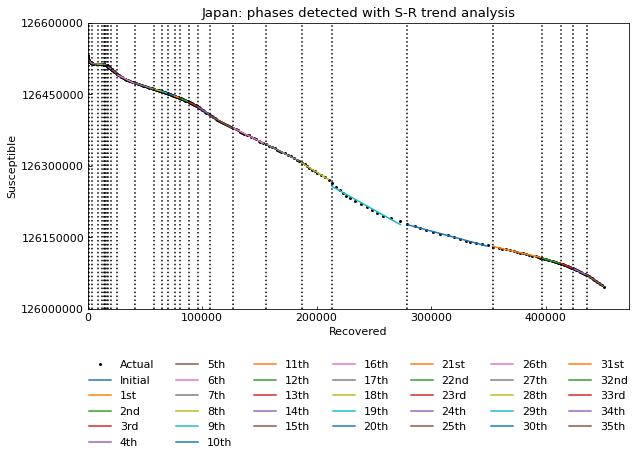 Japan: phases detected with S-R trend analysis
126600000
126450000
126300000
126150000
126000000
Susceptible
0 100000 200000 300000 400000
Recovered
Actual 5th 11th 16th 21st 26th 31st
Initial 6th 12th 17th 22nd 27th 32nd
1st 7th 13th 18th 23rd 28th 33rd
2nd 8th 14th 19th 24th 29th 34th
3rd 9th 15th 20th 25th 30th 35th
4th 10th